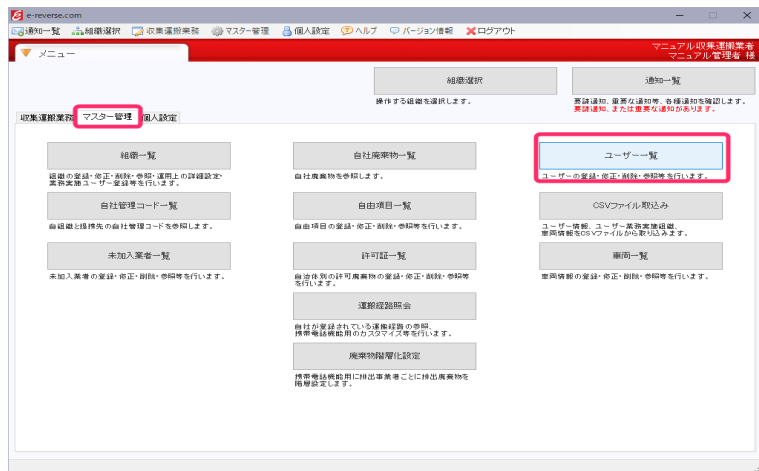 e-reverse.com
通知一覧 組織選択 収集運搬業務 マスター管理 個人設定 ヘルプ バージョン情報 ログアウト
メニュー
マニュアル収集運搬業者
マニュアル管理者 様
組織選択
操作する組織を選択します。
通知一覧
要請通知、重要な通知等、各種通知を確認します。
要請通知、または重要な通知があります。
収集運搬業務 マスター管理 個人設定
組織一覧
組織の登録・修正・削除・参照・運用上の詳細設定・
業務実施ユーザー登録等を行います。
自社廃棄物一覧
自社廃棄物を参照します。
ユーザー一覧
ユーザーの登録・修正・削除・参照等を行います。
自社管理コード一覧
自組織と提携先の自社管理コードを参照します。
自由項目一覧
自由項目の登録・修正・削除・参照等を行います。
CSVファイル取込み
ユーザー情報、ユーザー業務実施組織、
車両情報をCSVファイルから取り込みます。
未加入業者一覧
未加入業者の登録・修正・削除・参照等を行います。
許可証一覧
自治体別の許可廃棄物の登録・修正・削除・参照等
を行います。
車両一覧
車両情報の登録・修正・削除・参照等を行います。
運搬経路照会
自社が登録されている運搬経路の参照、
携帯電話機能用のカスタマイズ等を行います。
廃棄物階層化設定
携帯電話機能用に排出事業者ごとに排出廃棄物を
階層設定します。